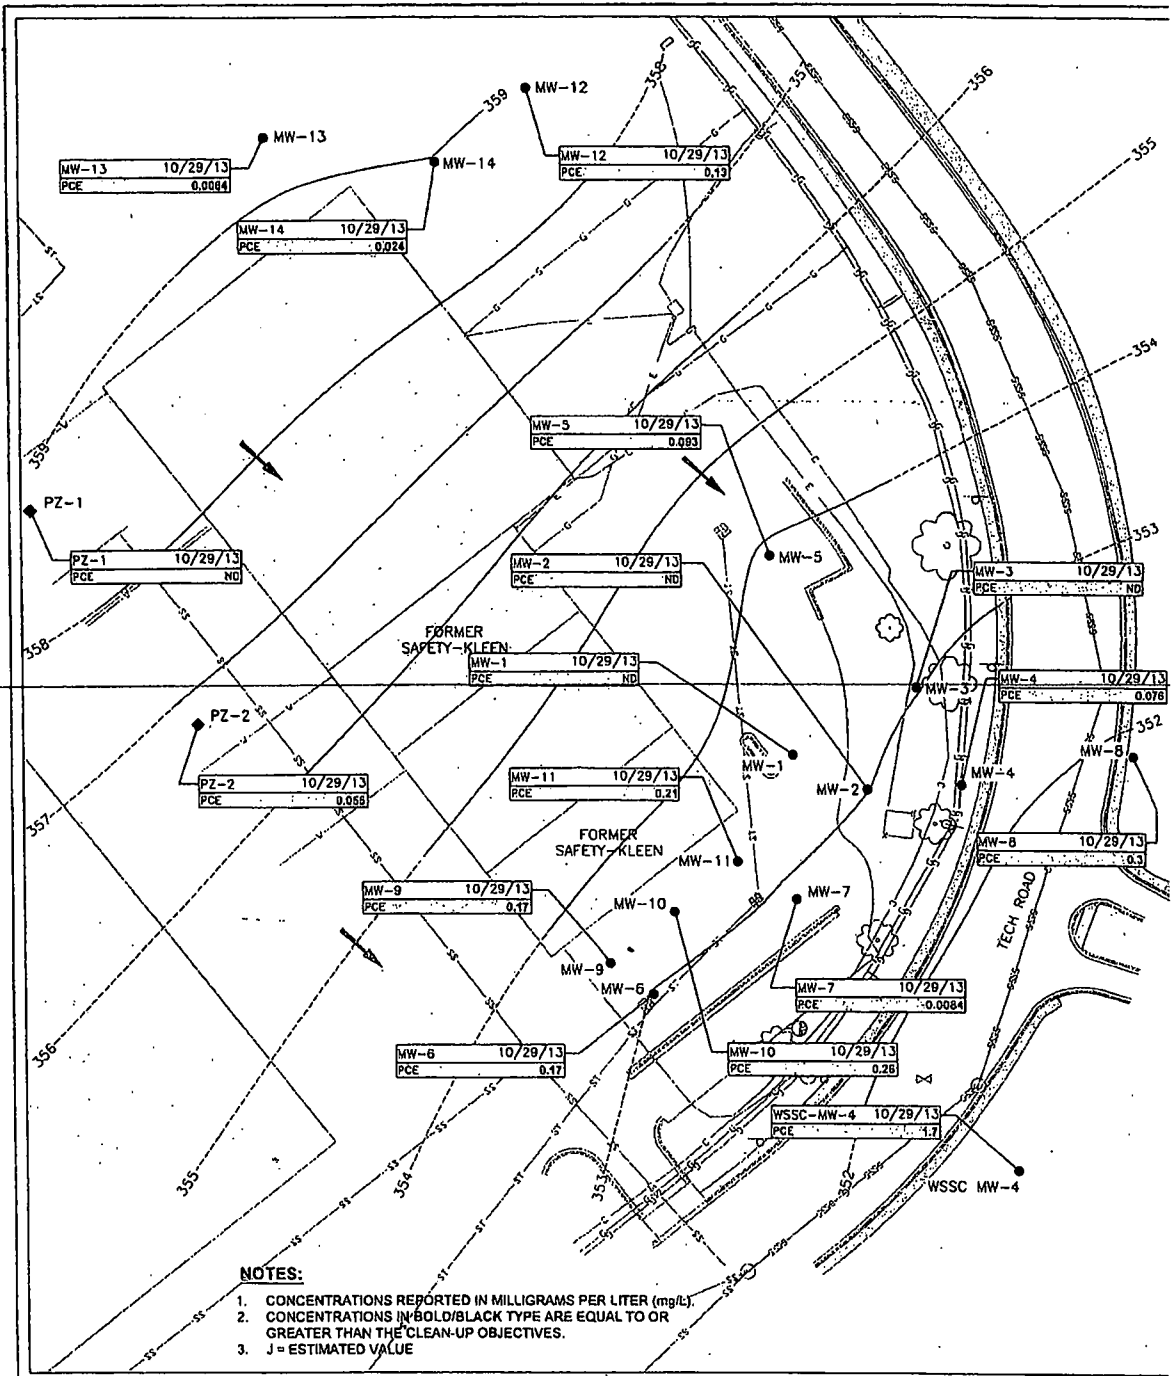 358
357
356
359
MW-12
MW-13
MW-12 10/29/13
PCE 0.13
355
MW-13 10/29/13
PCE 0.0084
MW-14
MW-14 10/29/13
PCE 0.024
354
MW-5 10/29/13
PCE 0.093
359
PZ-1
353
PZ-1 10/29/13
PCE ND
MW-2 10/29/13
PCE ND
MW-5
MW-3 10/29/13
PCE ND
358
FORMER
SAFETY-KLEEN
MW-1 10/29/13
PCE ND
MW-3
MW-4 10/29/13
PCE 0.076
352
PZ-2
MW-8
MW-1
PZ-2 10/29/13
PCE 0.056
MW-11 10/29/13
PCE 0.21
MW-2
MW-4
357
FORMER
SAFETY-KLEEN
MW-8 10/29/13
PCE 0.3
MW-11
MW-9 10/29/13
PCE 0.17
MW-10
MW-7
TECH ROAD
MW-9
MW-6
MW-7 10/29/13
PCE 0.0084
356
MW-6 10/29/13
PCE 0.17
MW-10 10/29/13
PCE 0.26
WSSC-MW-4 10/29/13
PCE 1.7
355
354
353
352
WSSC MW-4
NOTES:
1. CONCENTRATIONS REPORTED IN MILLIGRAMS PER LITER (mg/L).
2. CONCENTRATIONS IN BOLD/BLACK TYPE ARE EQUAL TO OR
GREATER THAN THE CLEAN-UP OBJECTIVES.
3. J = ESTIMATED VALUE